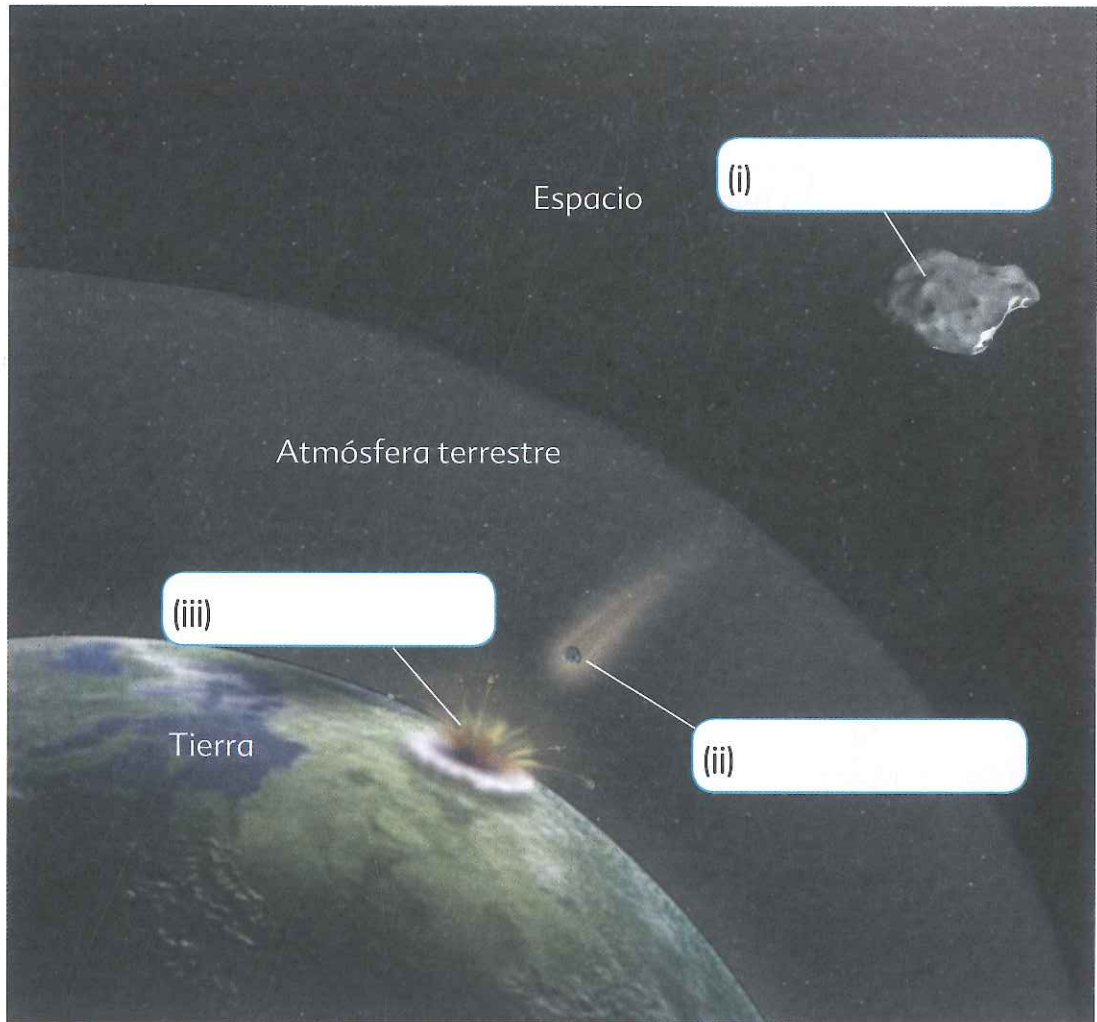 (i)
Espacio
Atmósfera terrestre
(iii)
Tierra
(ii)